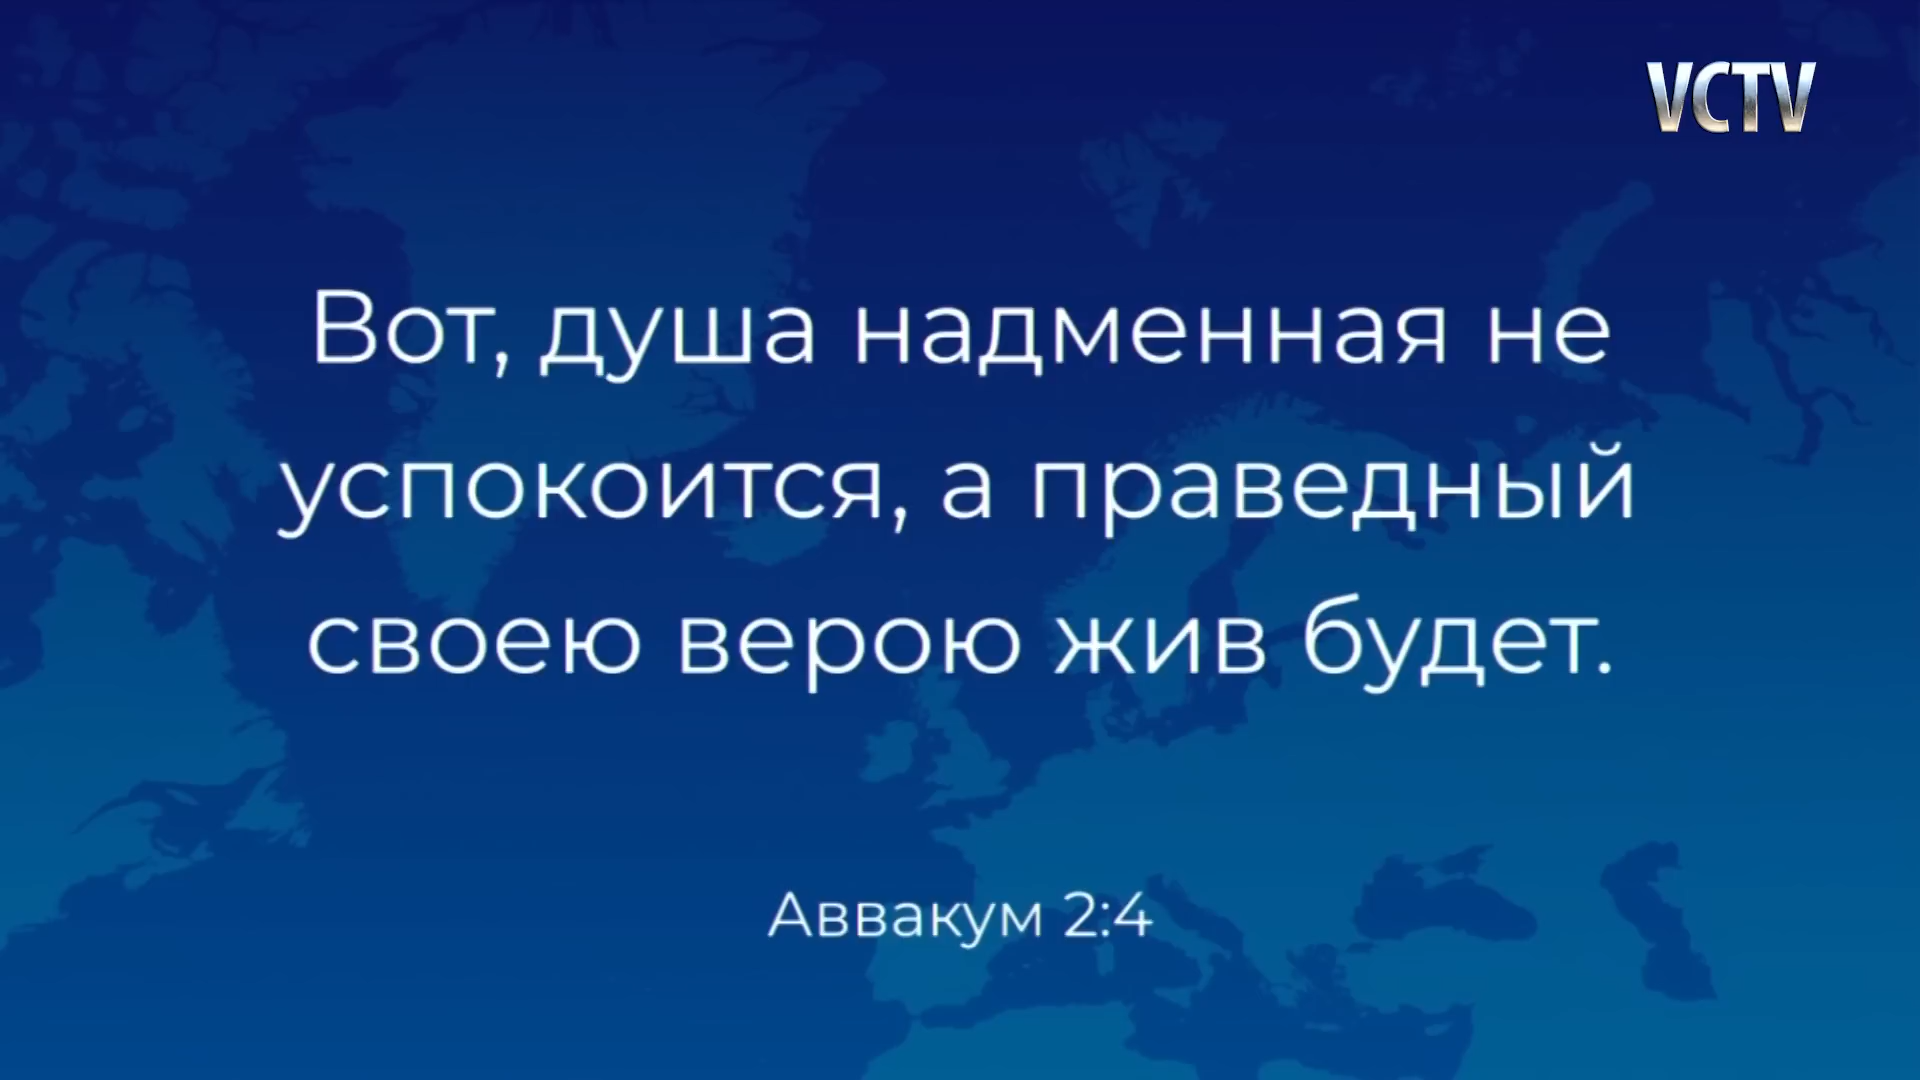 VCTV
Вот, душа надменная не
успокоится, а праведный
своею верою жив будет.
Аввакум 2:4